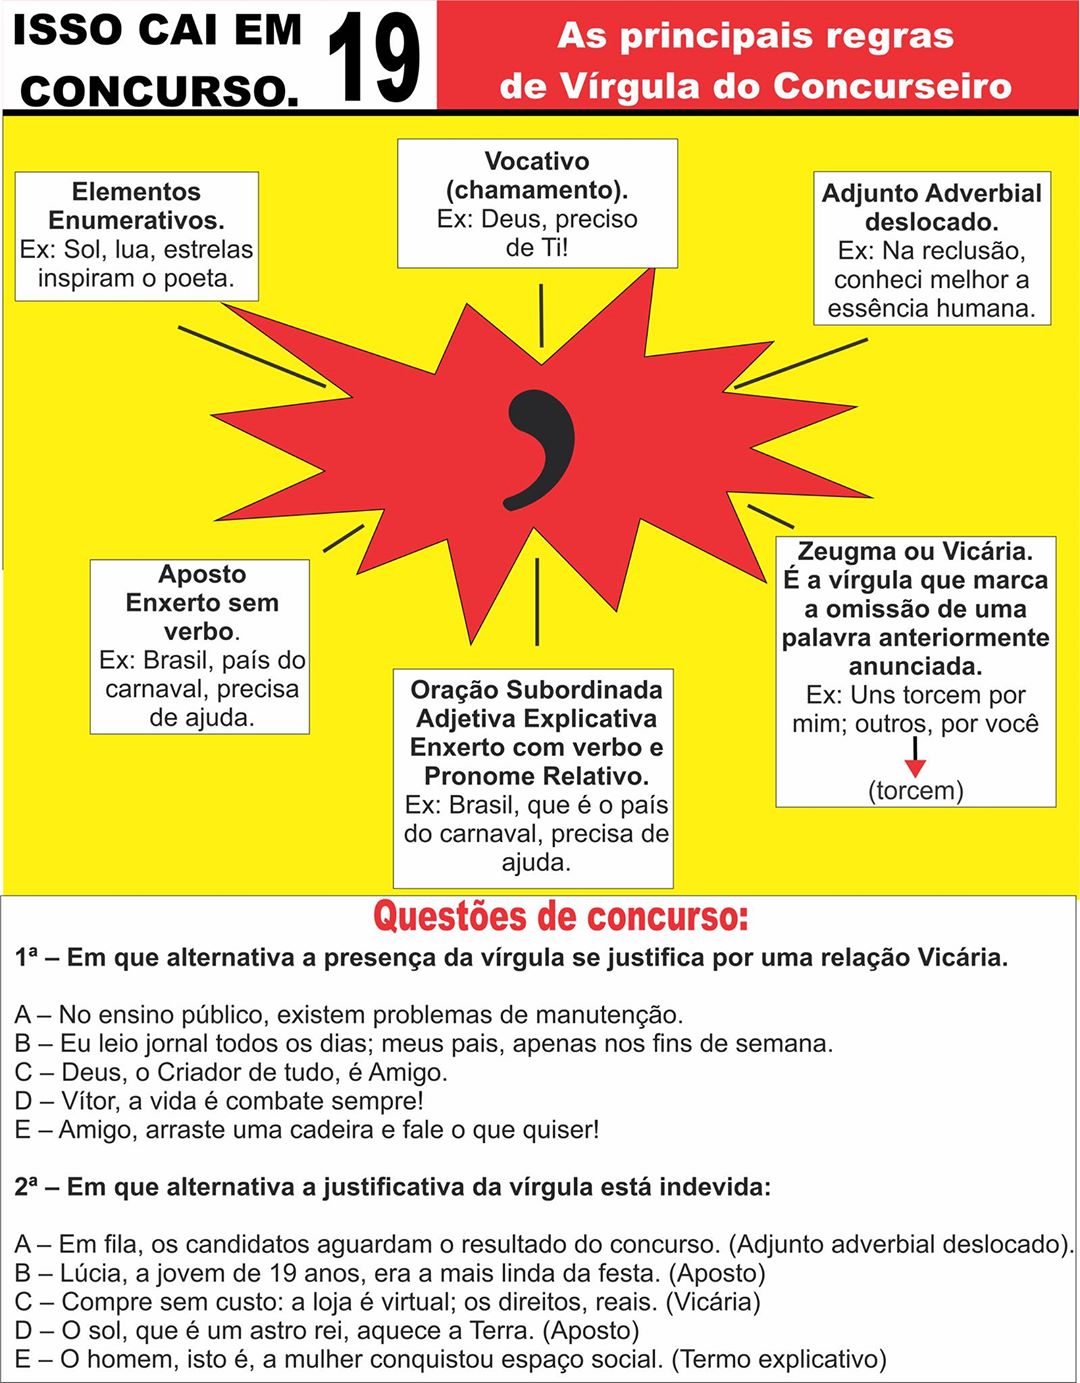 ISSO CAI EM
CONCURSO.
19
As principais regras
de Vírgula do Concurseiro
Elementos
Enumerativos.
Ex: Sol, lua, estrelas
inspiram o poeta.
Vocativo
(chamamento).
Ex: Deus, preciso
de Ti!
Adjunto Adverbial
deslocado.
Ex: Na reclusão,
conheci melhor a
essência humana.
,
Aposto
Enxerto sem
verbo.
Ex: Brasil, país do
carnaval, precisa
de ajuda.
Oração Subordinada
Adjetiva Explicativa
Enxerto com verbo e
Pronome Relativo.
Ex: Brasil, que é o país
do carnaval, precisa de
ajuda.
Zeugma ou Vicária.
É a vírgula que marca
a omissão de uma
palavra anteriormente
anunciada.
Ex: Uns torcem por
mim; outros, por você
(torcem)
Questões de concurso:
1ª – Em que alternativa a presença da vírgula se justifica por uma relação Vicária.
A – No ensino público, existem problemas de manutenção.
B – Eu leio jornal todos os dias; meus pais, apenas nos fins de semana.
C – Deus, o Criador de tudo, é Amigo.
D – Vítor, a vida é combate sempre!
E – Amigo, arraste uma cadeira e fale o que quiser!
2ª – Em que alternativa a justificativa da vírgula está indevida:
A – Em fila, os candidatos aguardam o resultado do concurso. (Adjunto adverbial deslocado).
B – Lúcia, a jovem de 19 anos, era a mais linda da festa. (Aposto)
C – Compre sem custo: a loja é virtual; os direitos, reais. (Vicária)
D – O sol, que é um astro rei, aquece a Terra. (Aposto)
E – O homem, isto é, a mulher conquistou espaço social. (Termo explicativo)